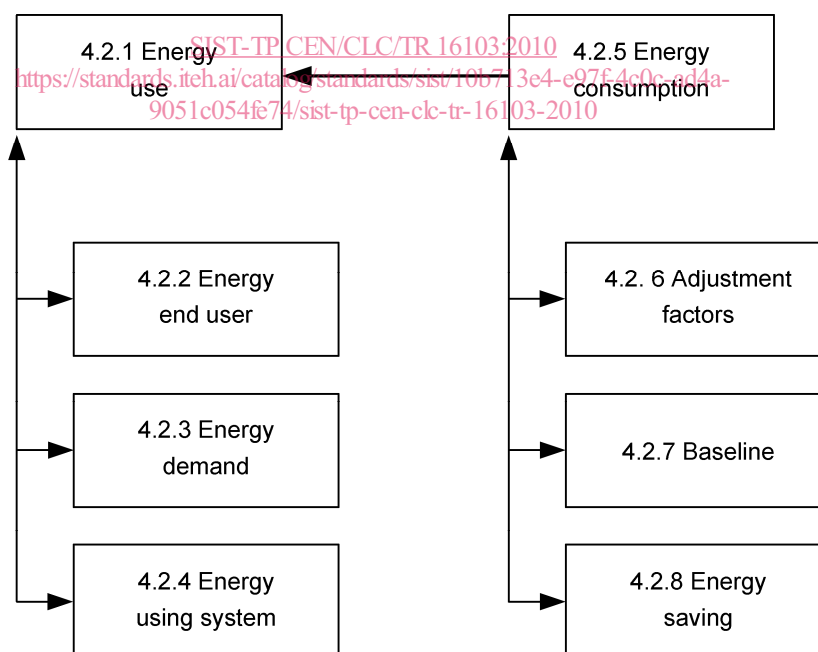 4.2.1 Energy
use
SIST-TP CEN/CLC/TR 16103:2010
https://standards.iteh.ai/catalog/standards/sist/10b713e4-e97f-4c0c-ad4a-
9051c054fe74/sist-tp-cen-clc-tr-16103-2010
4.2.5 Energy
consumption
4.2.2 Energy
end user
4.2. 6 Adjustment
factors
4.2.3 Energy
demand
4.2.7 Baseline
4.2.4 Energy
using system
4.2.8 Energy
saving